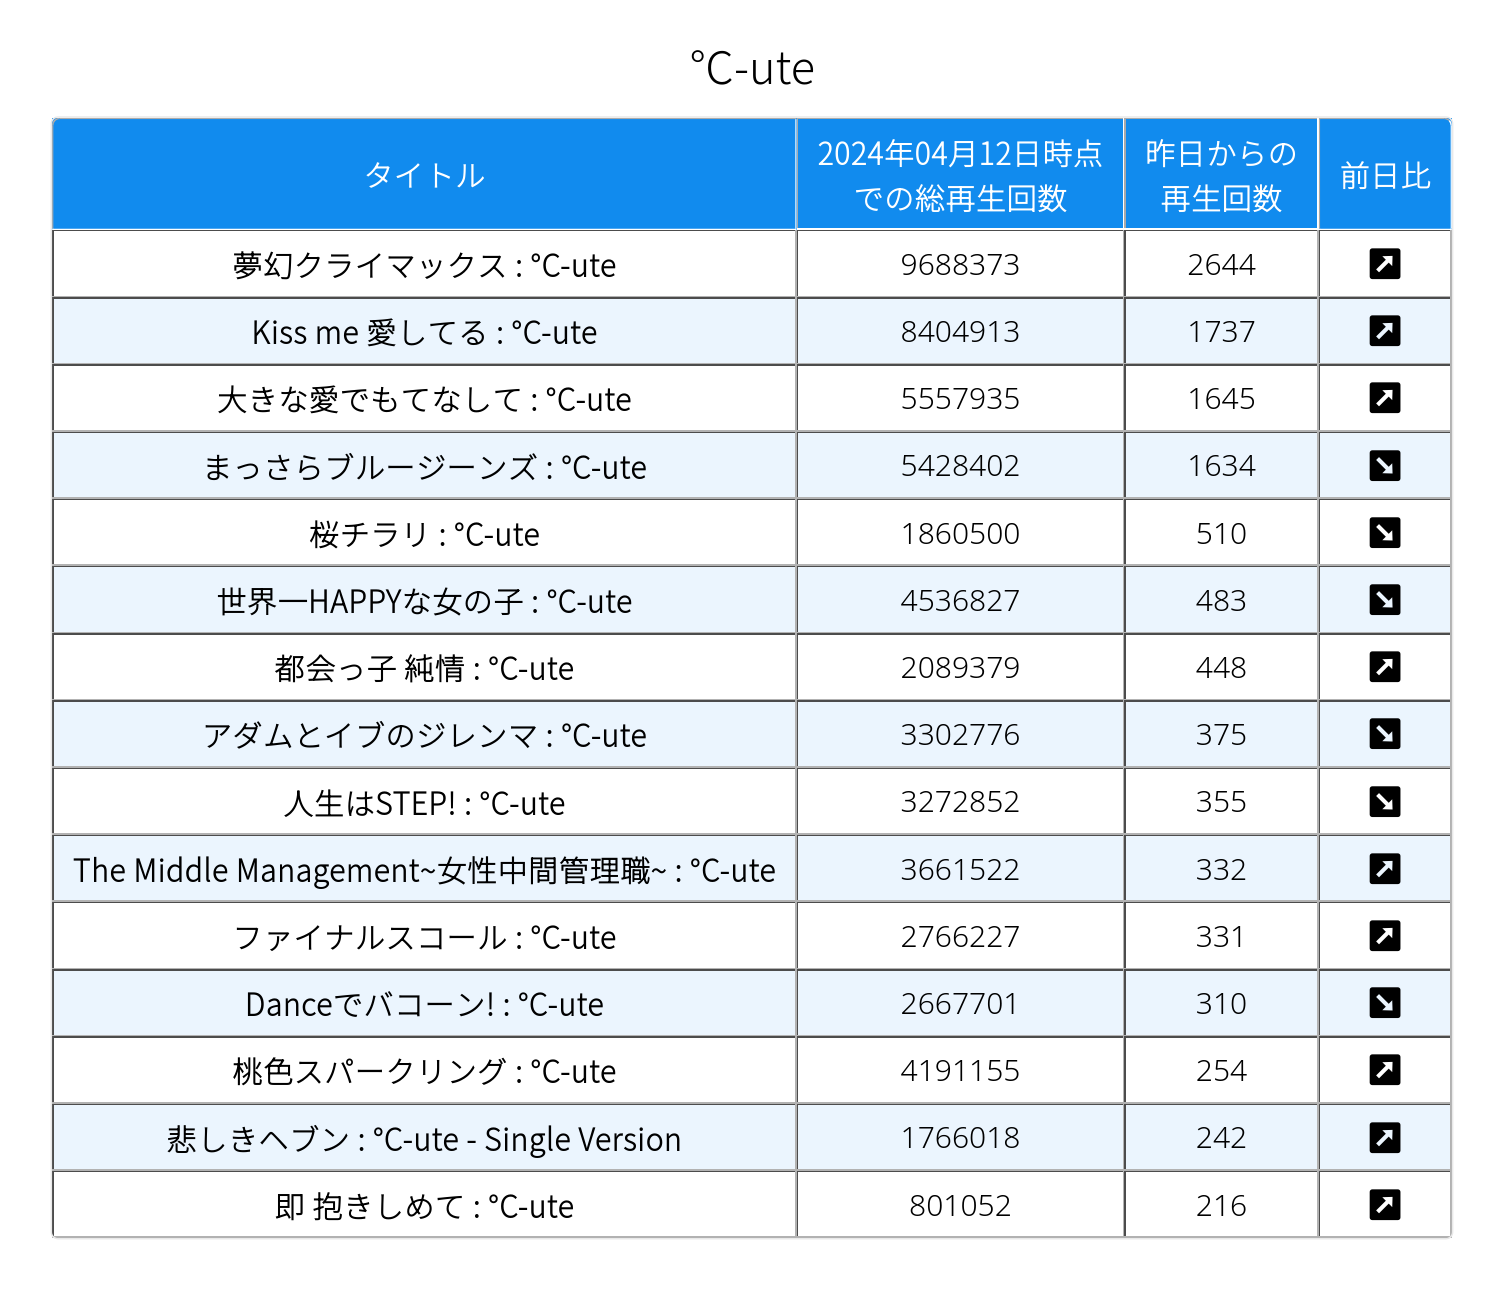 ℃-ute
タイトル 2024年04月12日時点での総再生回数 昨日からの再生回数 前日比
夢幻クライマックス : ℃-ute 9688373 2644 ↗
Kiss me 愛してる : ℃-ute 8404913 1737 ↗
大きな愛でもてなして : ℃-ute 5557935 1645 ↗
まっさらブルージーンズ : ℃-ute 5428402 1634 ↘
桜チラリ : ℃-ute 1860500 510 ↘
世界一HAPPYな女の子 : ℃-ute 4536827 483 ↘
都会っ子 純情 : ℃-ute 2089379 448 ↗
アダムとイブのジレンマ : ℃-ute 3302776 375 ↘
人生はSTEP! : ℃-ute 3272852 355 ↘
The Middle Management~女性中間管理職~ : ℃-ute 3661522 332 ↗
ファイナルスコール : ℃-ute 2766227 331 ↗
Danceでバコーン! : ℃-ute 2667701 310 ↘
桃色スパークリング : ℃-ute 4191155 254 ↗
悲しきヘブン : ℃-ute - Single Version 1766018 242 ↗
即 抱きしめて : ℃-ute 801052 216 ↗